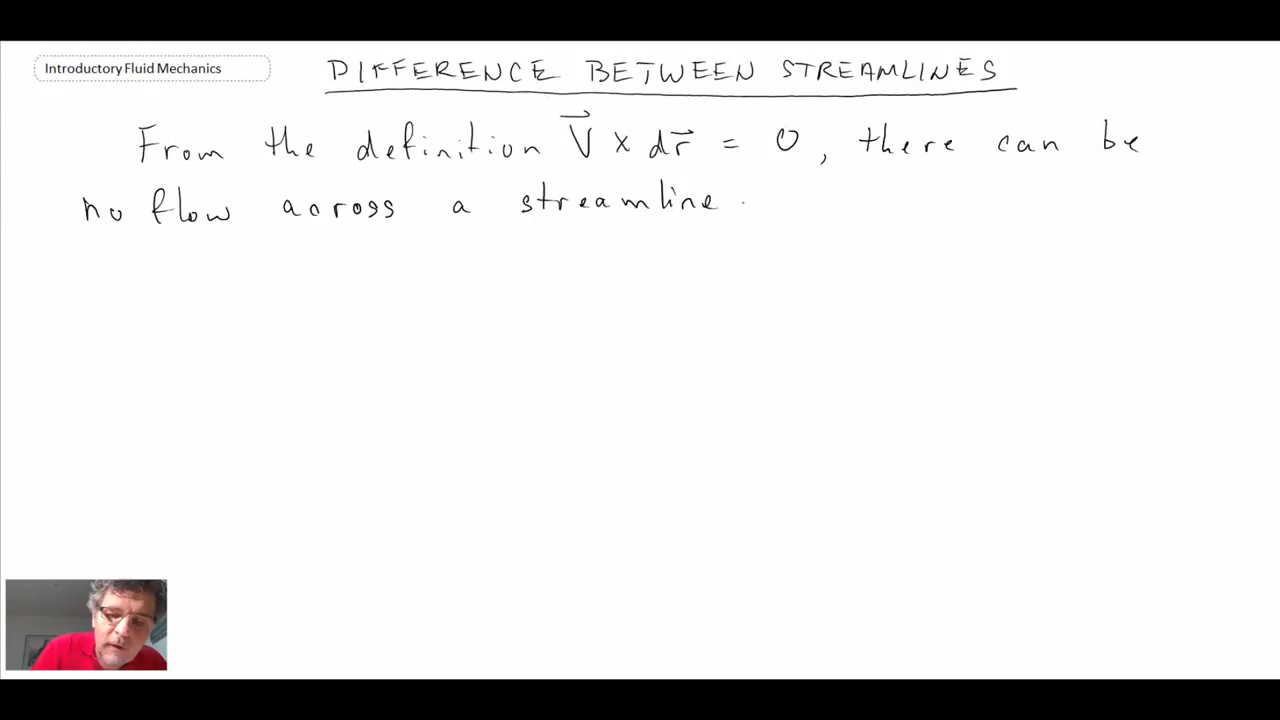 Introductory Fluid Mechanics
DIFFERENCE BETWEEN STREAMLINES
From the definition V⃗ × dr⃗ = 0, there can be
no flow across a streamline.